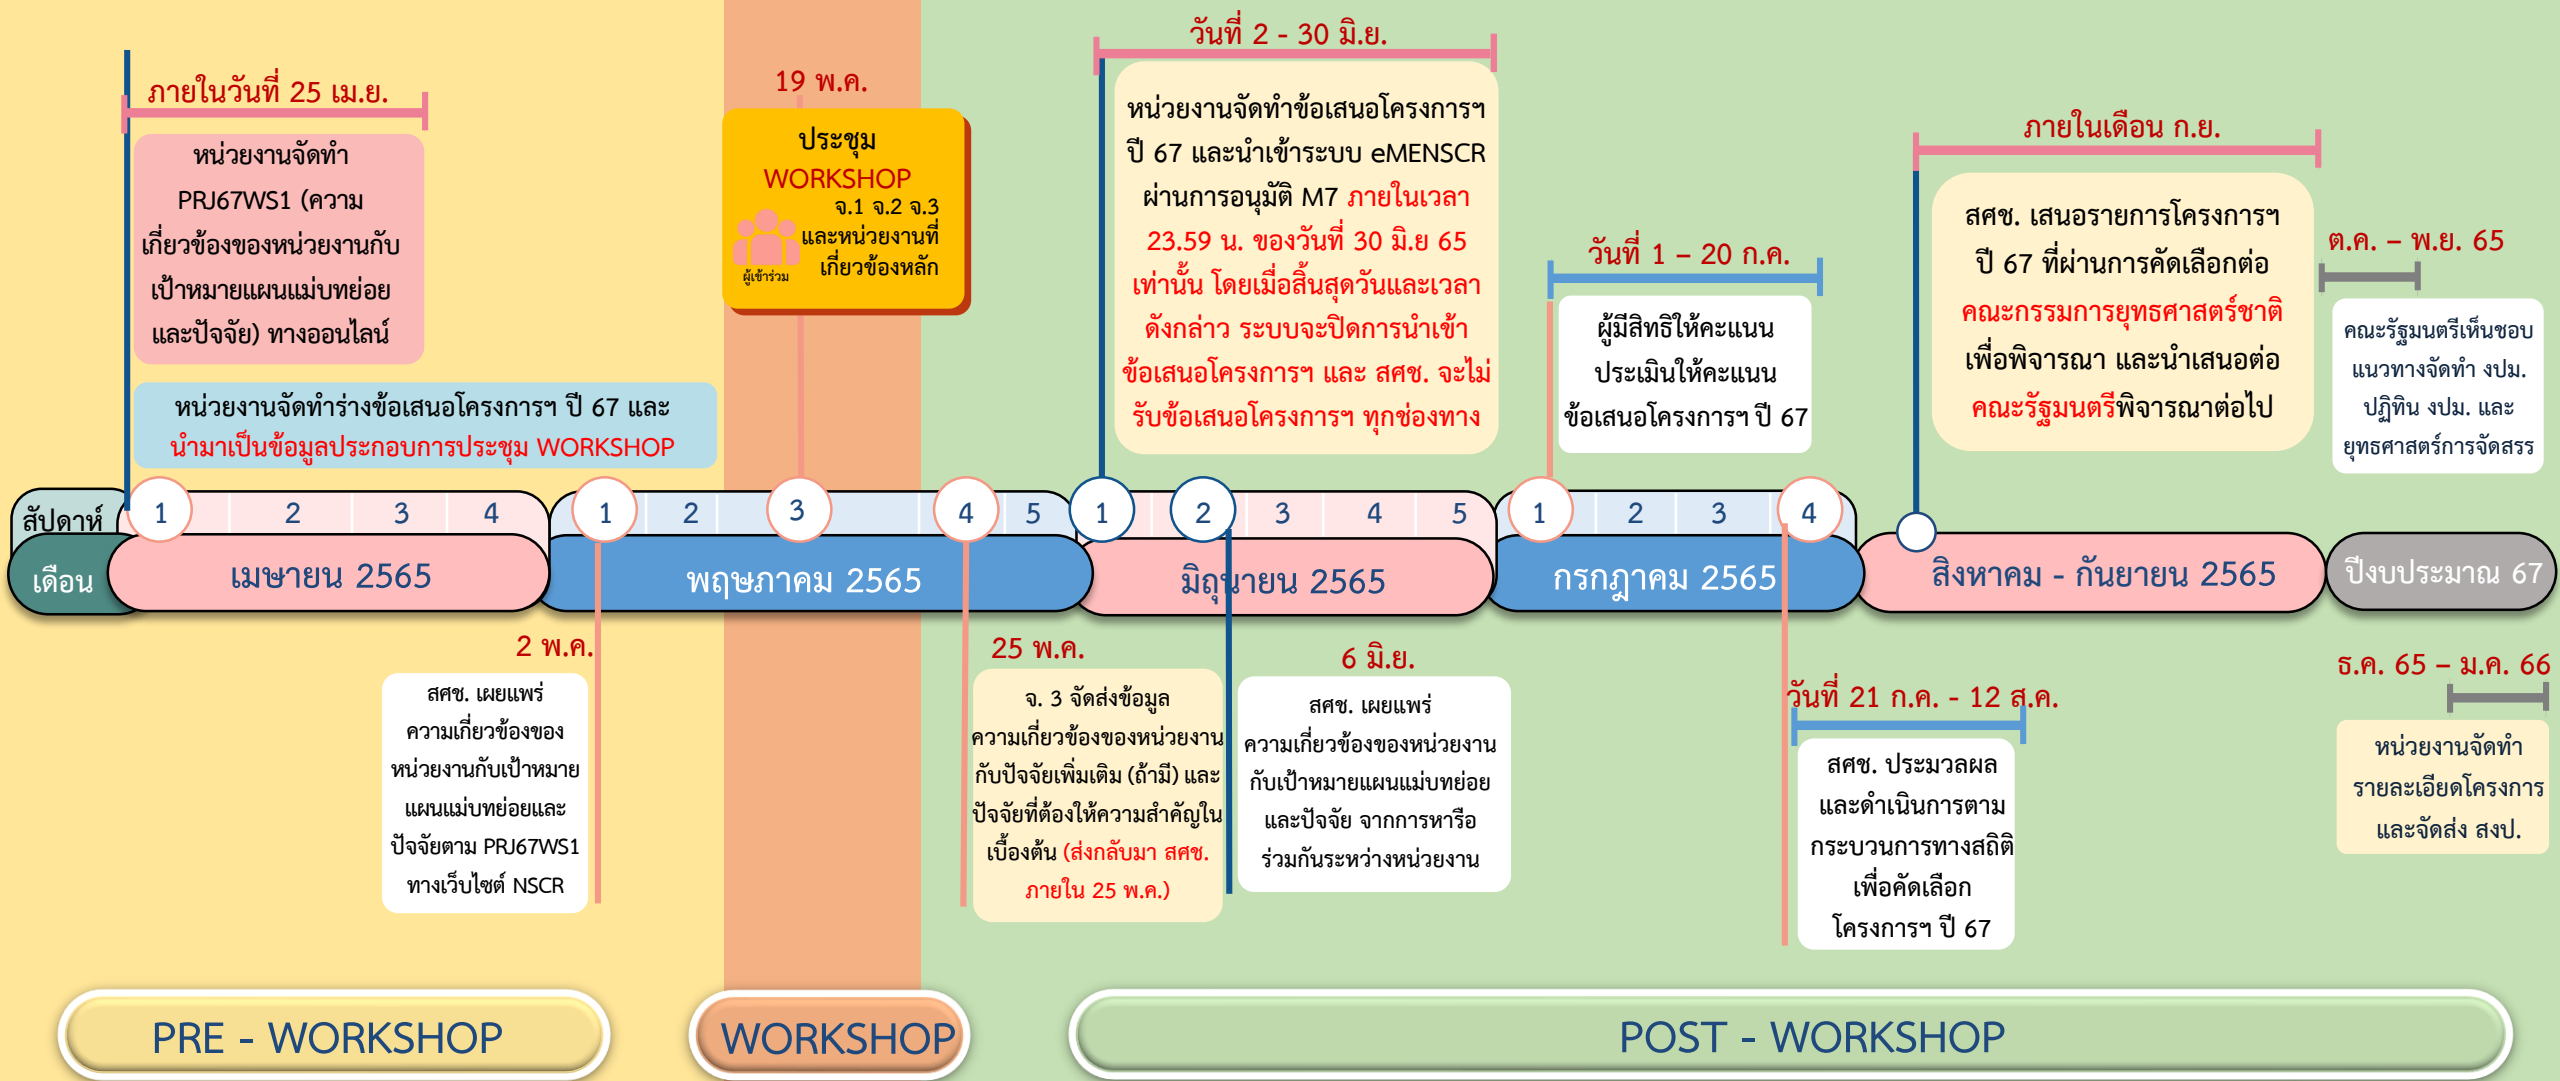 ภายในวันที่ 25 เม.ย.
หน่วยงานจัดทำ
PRJ67WS1 (ความ
เกี่ยวข้องของหน่วยงานกับ
เป้าหมายแผนแม่บทย่อย
และปัจจัย) ทางออนไลน์
หน่วยงานจัดทำร่างข้อเสนอโครงการฯ ปี 67 และ
นำมาเป็นข้อมูลประกอบการประชุม WORKSHOP
19 พ.ค.
ประชุม
WORKSHOP
จ.1 จ.2 จ.3
และหน่วยงานที่
เกี่ยวข้องหลัก
ผู้เข้าร่วม
วันที่ 2 - 30 มิ.ย.
หน่วยงานจัดทำข้อเสนอโครงการฯ
ปี 67 และนำเข้าระบบ eMENSCR
ผ่านการอนุมัติ M7 ภายในเวลา
23.59 น. ของวันที่ 30 มิ.ย 65
เท่านั้น โดยเมื่อสิ้นสุดวันและเวลา
ดังกล่าว ระบบจะปิดการนำเข้า
ข้อเสนอโครงการฯ และ สศช. จะไม่
รับข้อเสนอโครงการฯ ทุกช่องทาง
วันที่ 1 – 20 ก.ค.
ผู้มีสิทธิให้คะแนน
ประเมินให้คะแนน
ข้อเสนอโครงการฯ ปี 67
ภายในเดือน ก.ย.
สศช. เสนอรายการโครงการฯ
ปี 67 ที่ผ่านการคัดเลือกต่อ
คณะกรรมการยุทธศาสตร์ชาติ
เพื่อพิจารณา และนำเสนอต่อ
คณะรัฐมนตรีพิจารณาต่อไป
ต.ค. – พ.ย. 65
คณะรัฐมนตรีเห็นชอบ
แนวทางจัดทำ งปม.
ปฏิทิน งปม. และ
ยุทธศาสตร์การจัดสรร
สัปดาห์ 1 2 3 4 1 2 3 4 5 1 2 3 4 5 1 2 3 4
เดือน เมษายน 2565 พฤษภาคม 2565 มิถุนายน 2565 กรกฎาคม 2565 สิงหาคม - กันยายน 2565 ปีงบประมาณ 67
2 พ.ค.
สศช. เผยแพร่
ความเกี่ยวข้องของ
หน่วยงานกับเป้าหมาย
แผนแม่บทย่อยและ
ปัจจัยตาม PRJ67WS1
ทางเว็บไซต์ NSCR
25 พ.ค.
จ. 3 จัดส่งข้อมูล
ความเกี่ยวข้องของหน่วยงาน
กับปัจจัยเพิ่มเติม (ถ้ามี) และ
ปัจจัยที่ต้องให้ความสำคัญใน
เบื้องต้น (ส่งกลับมา สศช.
ภายใน 25 พ.ค.)
6 มิ.ย.
สศช. เผยแพร่
ความเกี่ยวข้องของหน่วยงาน
กับเป้าหมายแผนแม่บทย่อย
และปัจจัย จากการหารือ
ร่วมกันระหว่างหน่วยงาน
วันที่ 21 ก.ค. - 12 ส.ค.
สศช. ประมวลผล
และดำเนินการตาม
กระบวนการทางสถิติ
เพื่อคัดเลือก
โครงการฯ ปี 67
ธ.ค. 65 – ม.ค. 66
หน่วยงานจัดทำ
รายละเอียดโครงการ
และจัดส่ง สงป.
PRE - WORKSHOP
WORKSHOP
POST - WORKSHOP